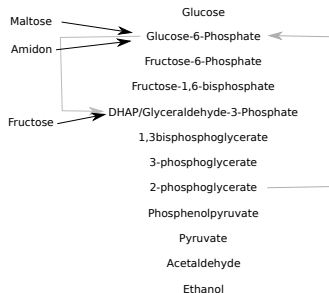 Glucose
Maltose
Glucose-6-Phosphate
Amidon
Fructose-6-Phosphate
Fructose-1,6-bisphosphate
DHAP/Glyceraldehyde-3-Phosphate
Fructose
1,3bisphosphoglycerate
3-phosphoglycerate
2-phosphoglycerate
Phosphenolpyruvate
Pyruvate
Acetaldehyde
Ethanol